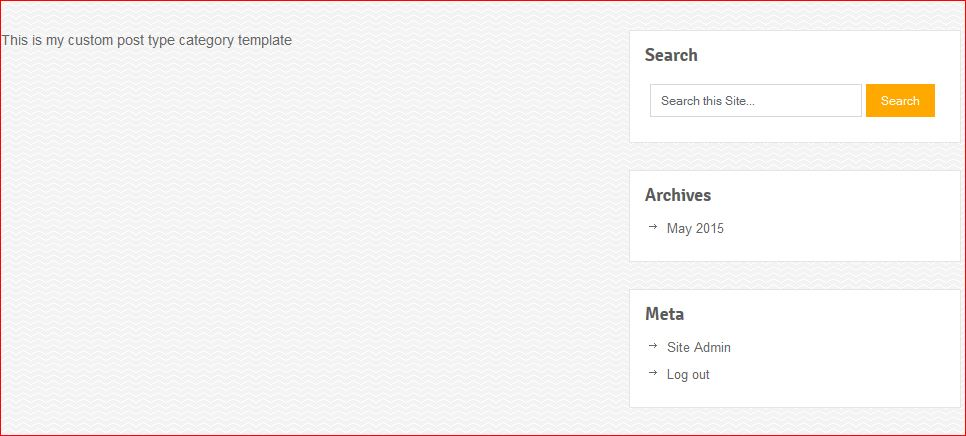 This is my custom post type category template
Search
Search this Site...
Search
Archives
May 2015
Meta
Site Admin
Log out